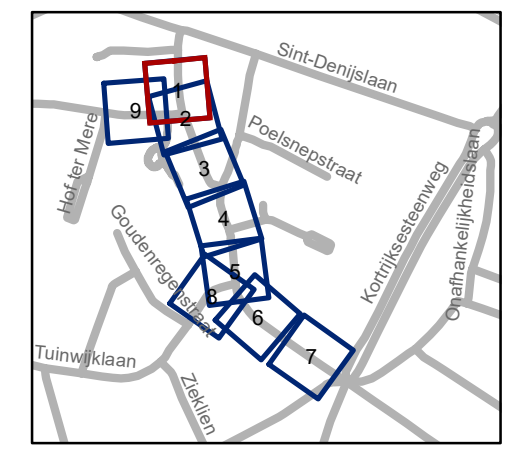 Sint-Denijslaan
1
9
2
Poelsnepstraat
Hof ter Mere
3
Kortrijksesteenweg
Onafhankelijkheidslaan
4
Goudenregenstraat
5
8
6
7
Tuinwijklaan
Zieklien